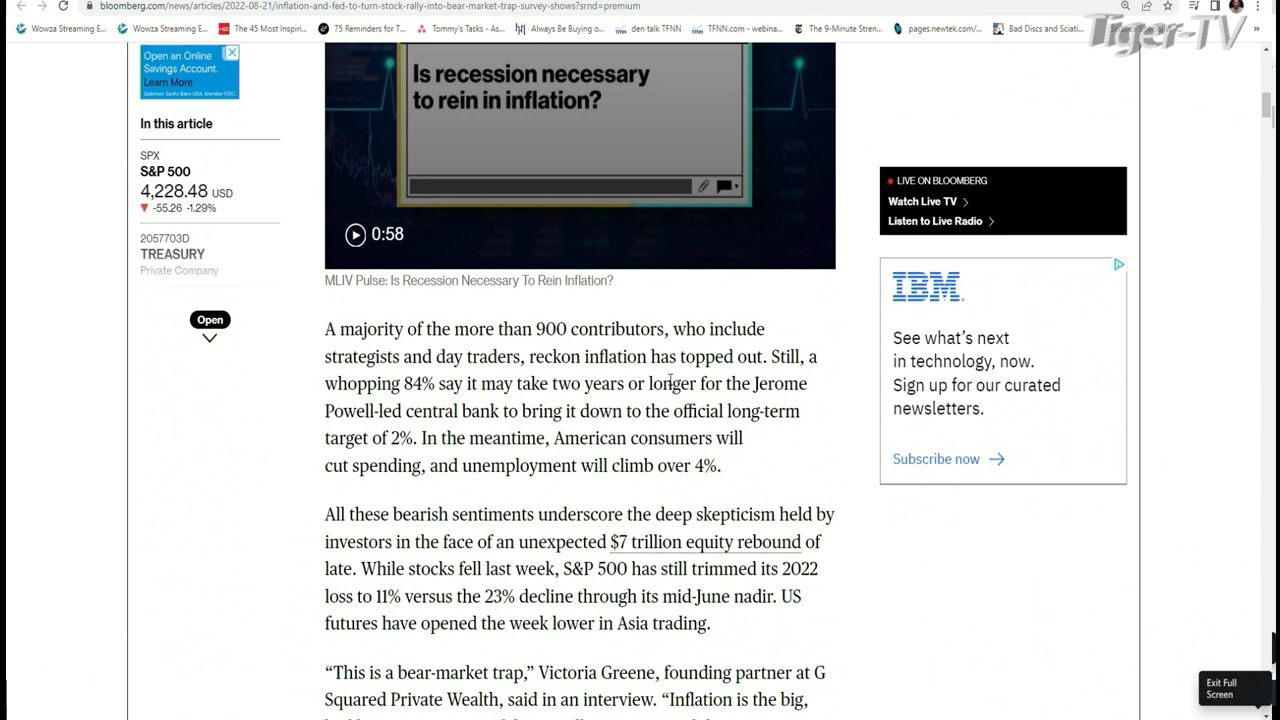 bloomberg.com/news/articles/2022-08-21/inflation-and-fed-to-turn-stock-rally-into-bear-market-trap-survey-shows?srnd=premium
Wowza Streaming E... Wowza Streaming E... The 45 Most Inspiri... 75 Reminders for T... Tommy's Tasks - As... Always Be Buying o... den talk TFNN TFNN.com - webina... The 9-Minute Stren... pages.newtek.com/... Bad Discs and Sciati...
Tiger-TV
Open an Online
Savings Account.
Learn More
Goldman Sachs Bank USA. Member FDIC.
In this article
SPX
S&P 500
4,228.48 USD
▼ -55.26 -1.29%
2057703D
TREASURY
Private Company
Open
Is recession necessary
to rein in inflation?
0:58
MLIV Pulse: Is Recession Necessary To Rein Inflation?
A majority of the more than 900 contributors, who include
strategists and day traders, reckon inflation has topped out. Still, a
whopping 84% say it may take two years or longer for the Jerome
Powell-led central bank to bring it down to the official long-term
target of 2%. In the meantime, American consumers will
cut spending, and unemployment will climb over 4%.
All these bearish sentiments underscore the deep skepticism held by
investors in the face of an unexpected $7 trillion equity rebound of
late. While stocks fell last week, S&P 500 has still trimmed its 2022
loss to 11% versus the 23% decline through its mid-June nadir. US
futures have opened the week lower in Asia trading.
“This is a bear-market trap,” Victoria Greene, founding partner at G
Squared Private Wealth, said in an interview. “Inflation is the big,
LIVE ON BLOOMBERG
Watch Live TV
Listen to Live Radio
IBM
See what’s next
in technology, now.
Sign up for our curated
newsletters.
Subscribe now →
Exit Full
Screen